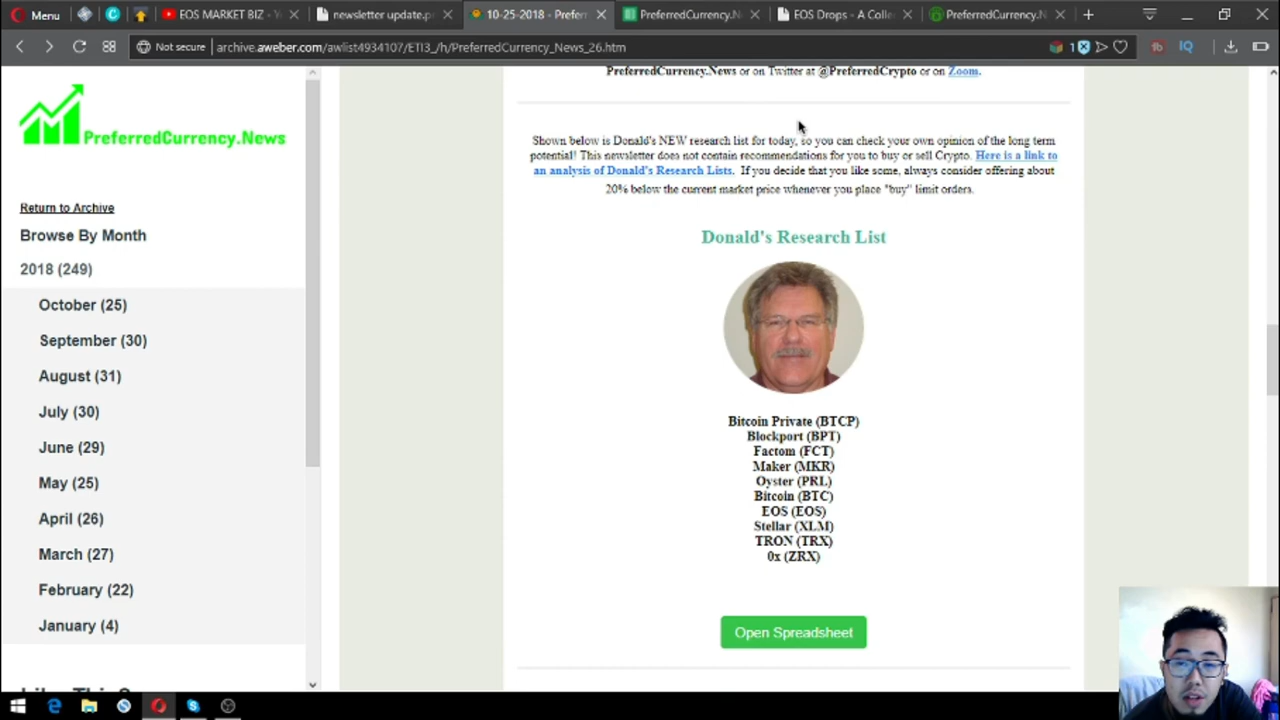 Menu
EOS MARKET BIZ - Y
newsletter update.p
10-25-2018 - Prefer
PreferredCurrency.N
EOS Drops - A Colle
PreferredCurrency.N
Not secure
archive.aweber.com/awlist4934107/ETI3_/h/PreferredCurrency_News_26.htm
1
IQ
PreferredCurrency.News
Return to Archive
Browse By Month
2018 (249)
October (25)
September (30)
August (31)
July (30)
June (29)
May (25)
April (26)
March (27)
February (22)
January (4)
PreferredCurrency.News or on Twitter at @PreferredCrypto or on Zoom.
Shown below is Donald's NEW research list for today, so you can check your own opinion of the long term
potential! This newsletter does not contain recommendations for you to buy or sell Crypto. Here is a link to
an analysis of Donald's Research Lists. If you decide that you like some, always consider offering about
20% below the current market price whenever you place "buy" limit orders.
Donald's Research List
Bitcoin Private (BTCP)
Blockport (BPT)
Factom (FCT)
Maker (MKR)
Oyster (PRL)
Bitcoin (BTC)
EOS (EOS)
Stellar (XLM)
TRON (TRX)
0x (ZRX)
Open Spreadsheet